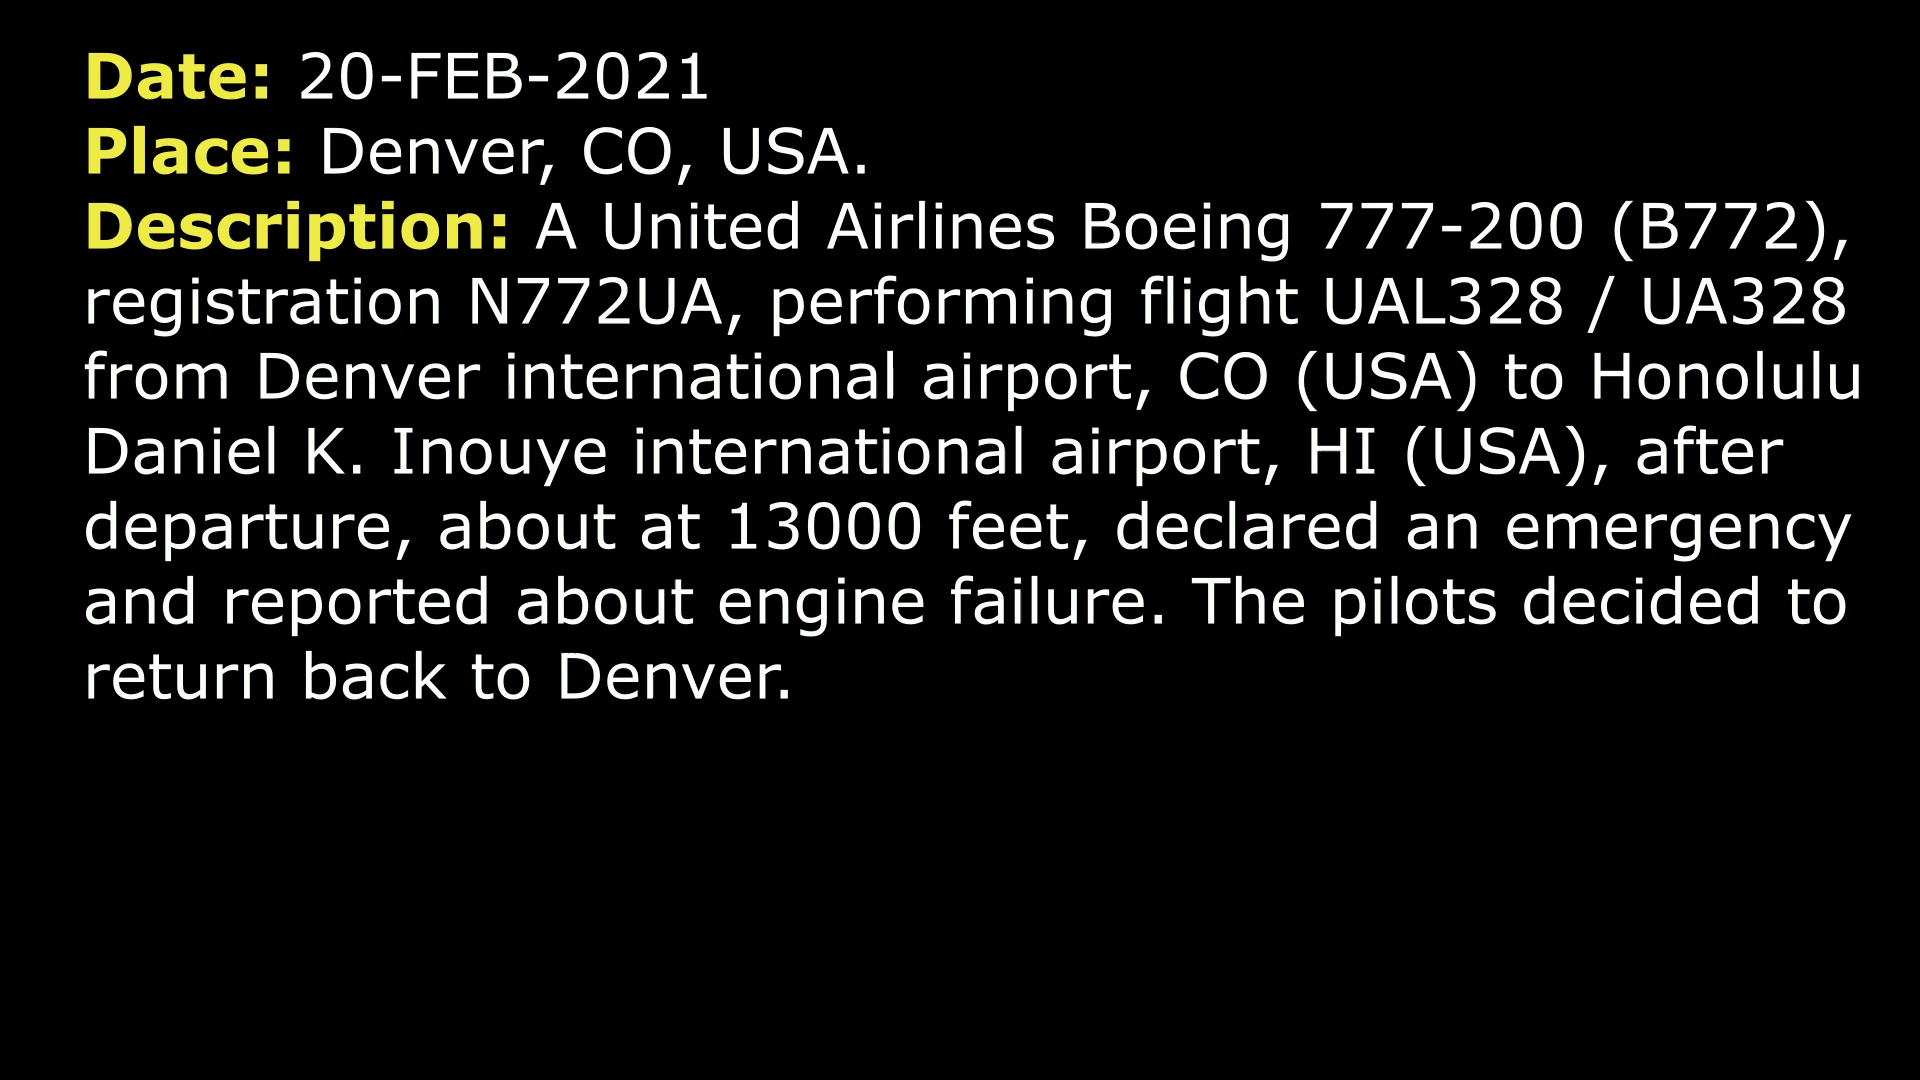 Date: 20-FEB-2021
Place: Denver, CO, USA.
Description: A United Airlines Boeing 777-200 (B772),
registration N772UA, performing flight UAL328 / UA328
from Denver international airport, CO (USA) to Honolulu
Daniel K. Inouye international airport, HI (USA), after
departure, about at 13000 feet, declared an emergency
and reported about engine failure. The pilots decided to
return back to Denver.